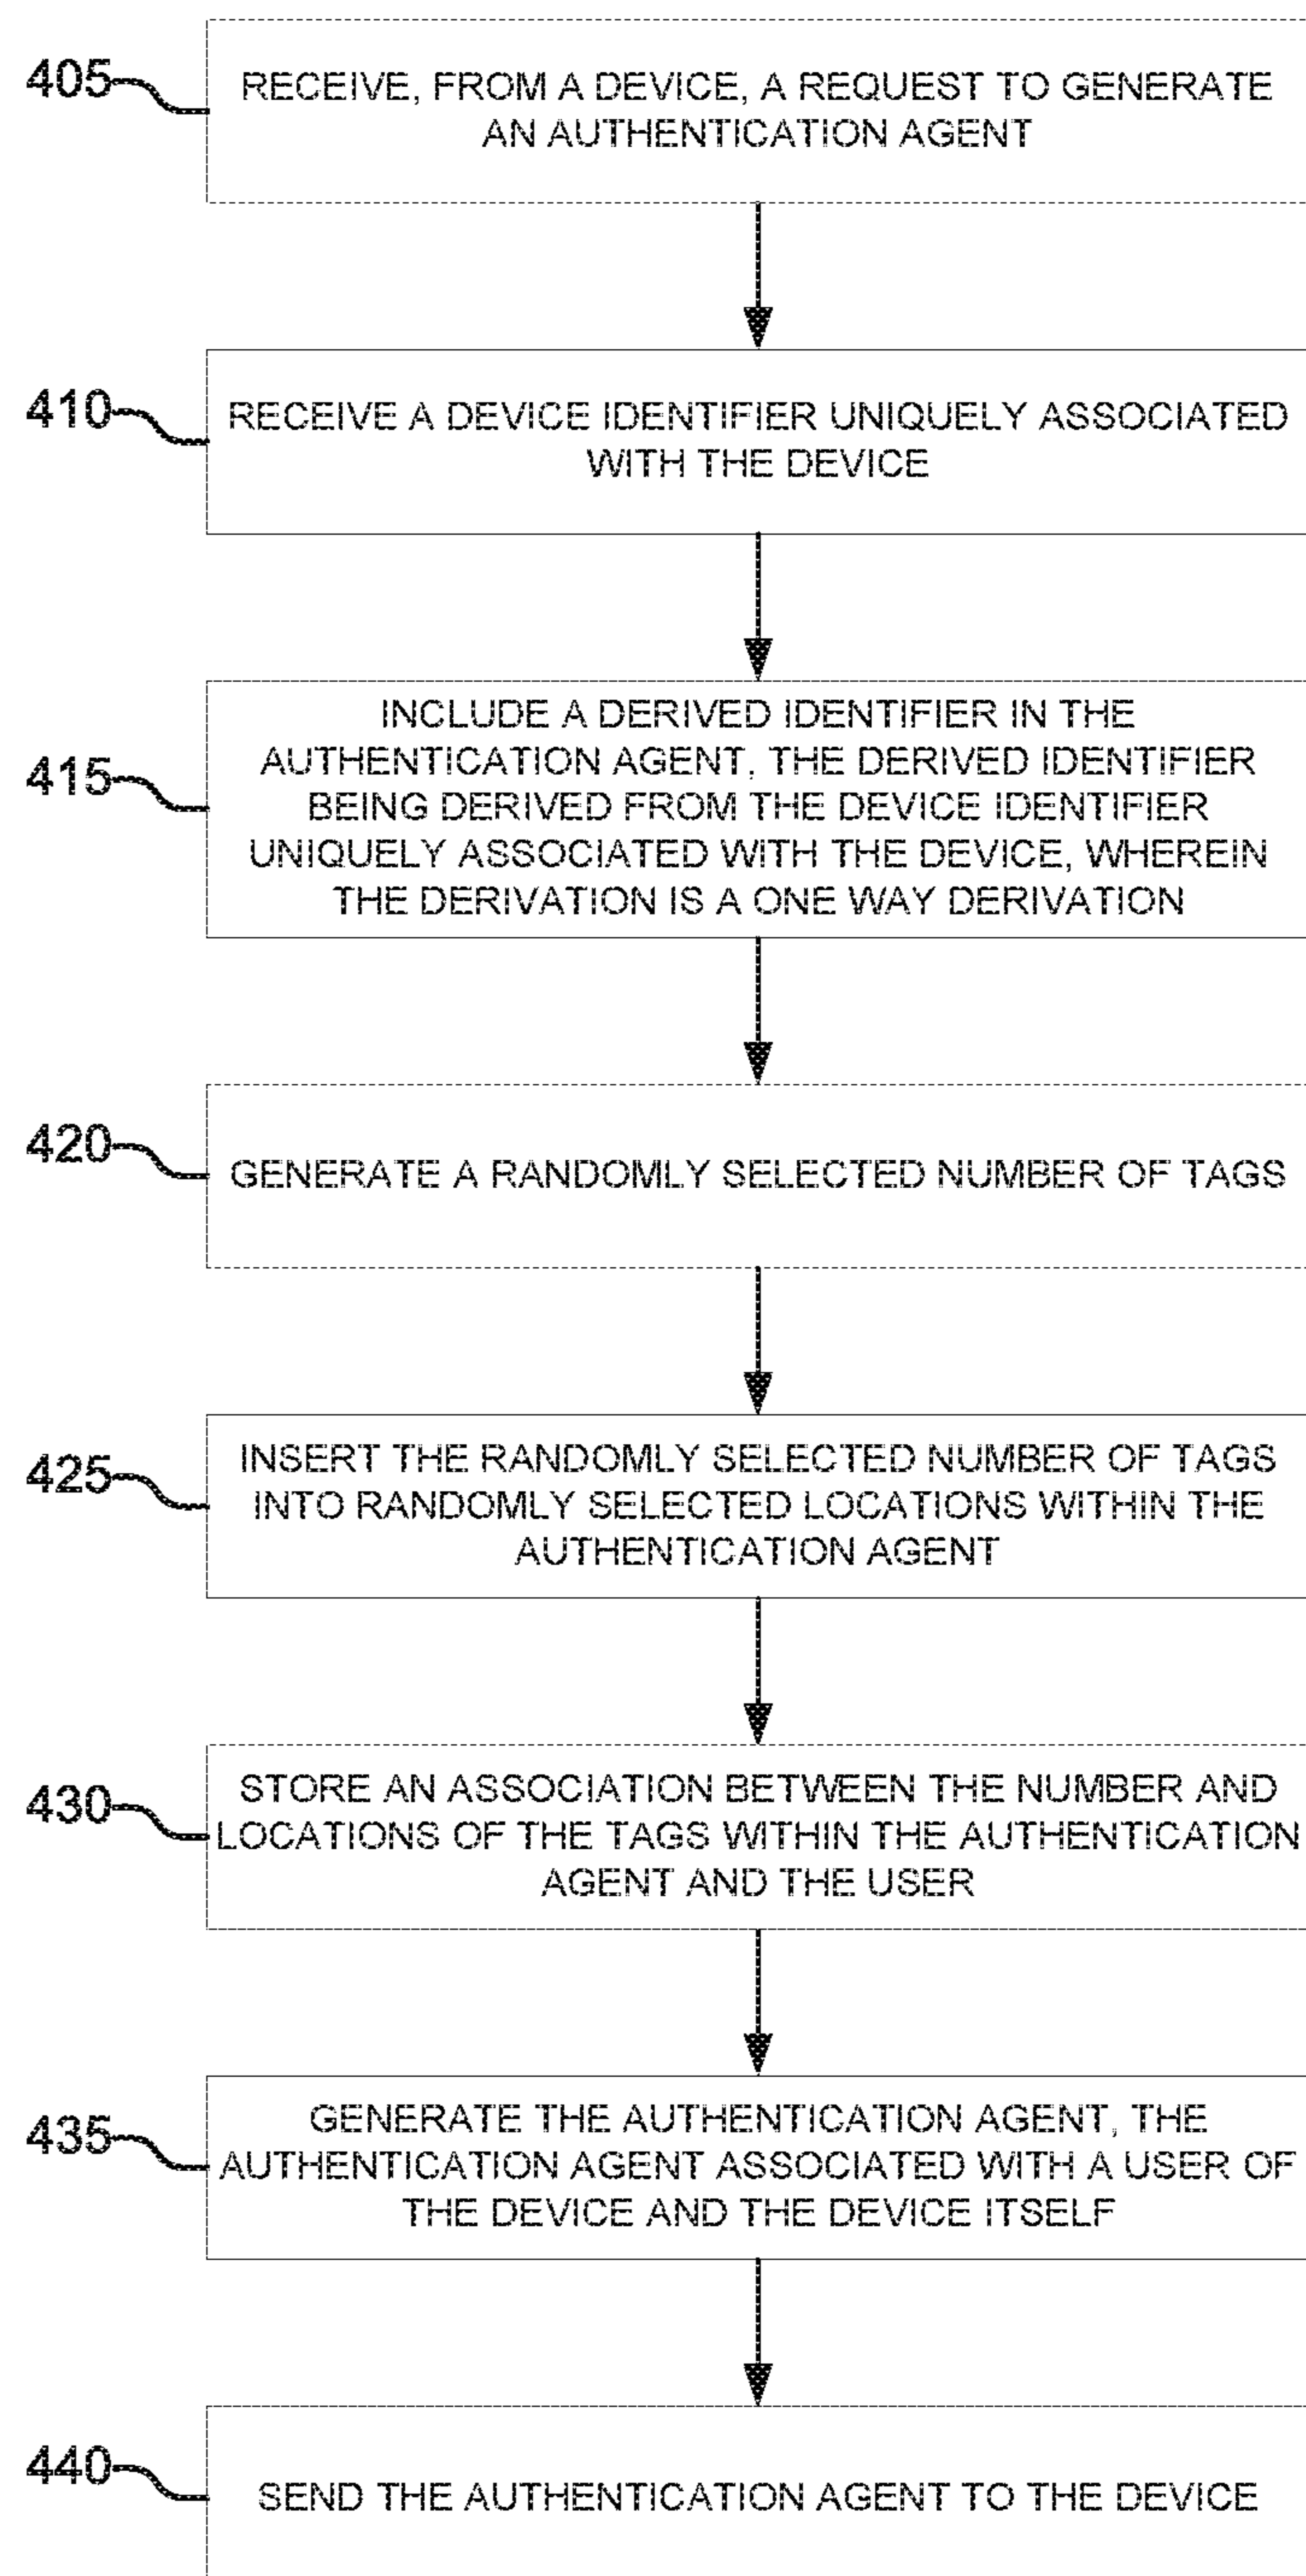 405
RECEIVE, FROM A DEVICE, A REQUEST TO GENERATE
AN AUTHENTICATION AGENT
410
RECEIVE A DEVICE IDENTIFIER UNIQUELY ASSOCIATED
WITH THE DEVICE
415
INCLUDE A DERIVED IDENTIFIER IN THE
AUTHENTICATION AGENT, THE DERIVED IDENTIFIER
BEING DERIVED FROM THE DEVICE IDENTIFIER
UNIQUELY ASSOCIATED WITH THE DEVICE, WHEREIN
THE DERIVATION IS A ONE WAY DERIVATION
420
GENERATE A RANDOMLY SELECTED NUMBER OF TAGS
425
INSERT THE RANDOMLY SELECTED NUMBER OF TAGS
INTO RANDOMLY SELECTED LOCATIONS WITHIN THE
AUTHENTICATION AGENT
430
STORE AN ASSOCIATION BETWEEN THE NUMBER AND
LOCATIONS OF THE TAGS WITHIN THE AUTHENTICATION
AGENT AND THE USER
435
GENERATE THE AUTHENTICATION AGENT, THE
AUTHENTICATION AGENT ASSOCIATED WITH A USER OF
THE DEVICE AND THE DEVICE ITSELF
440
SEND THE AUTHENTICATION AGENT TO THE DEVICE